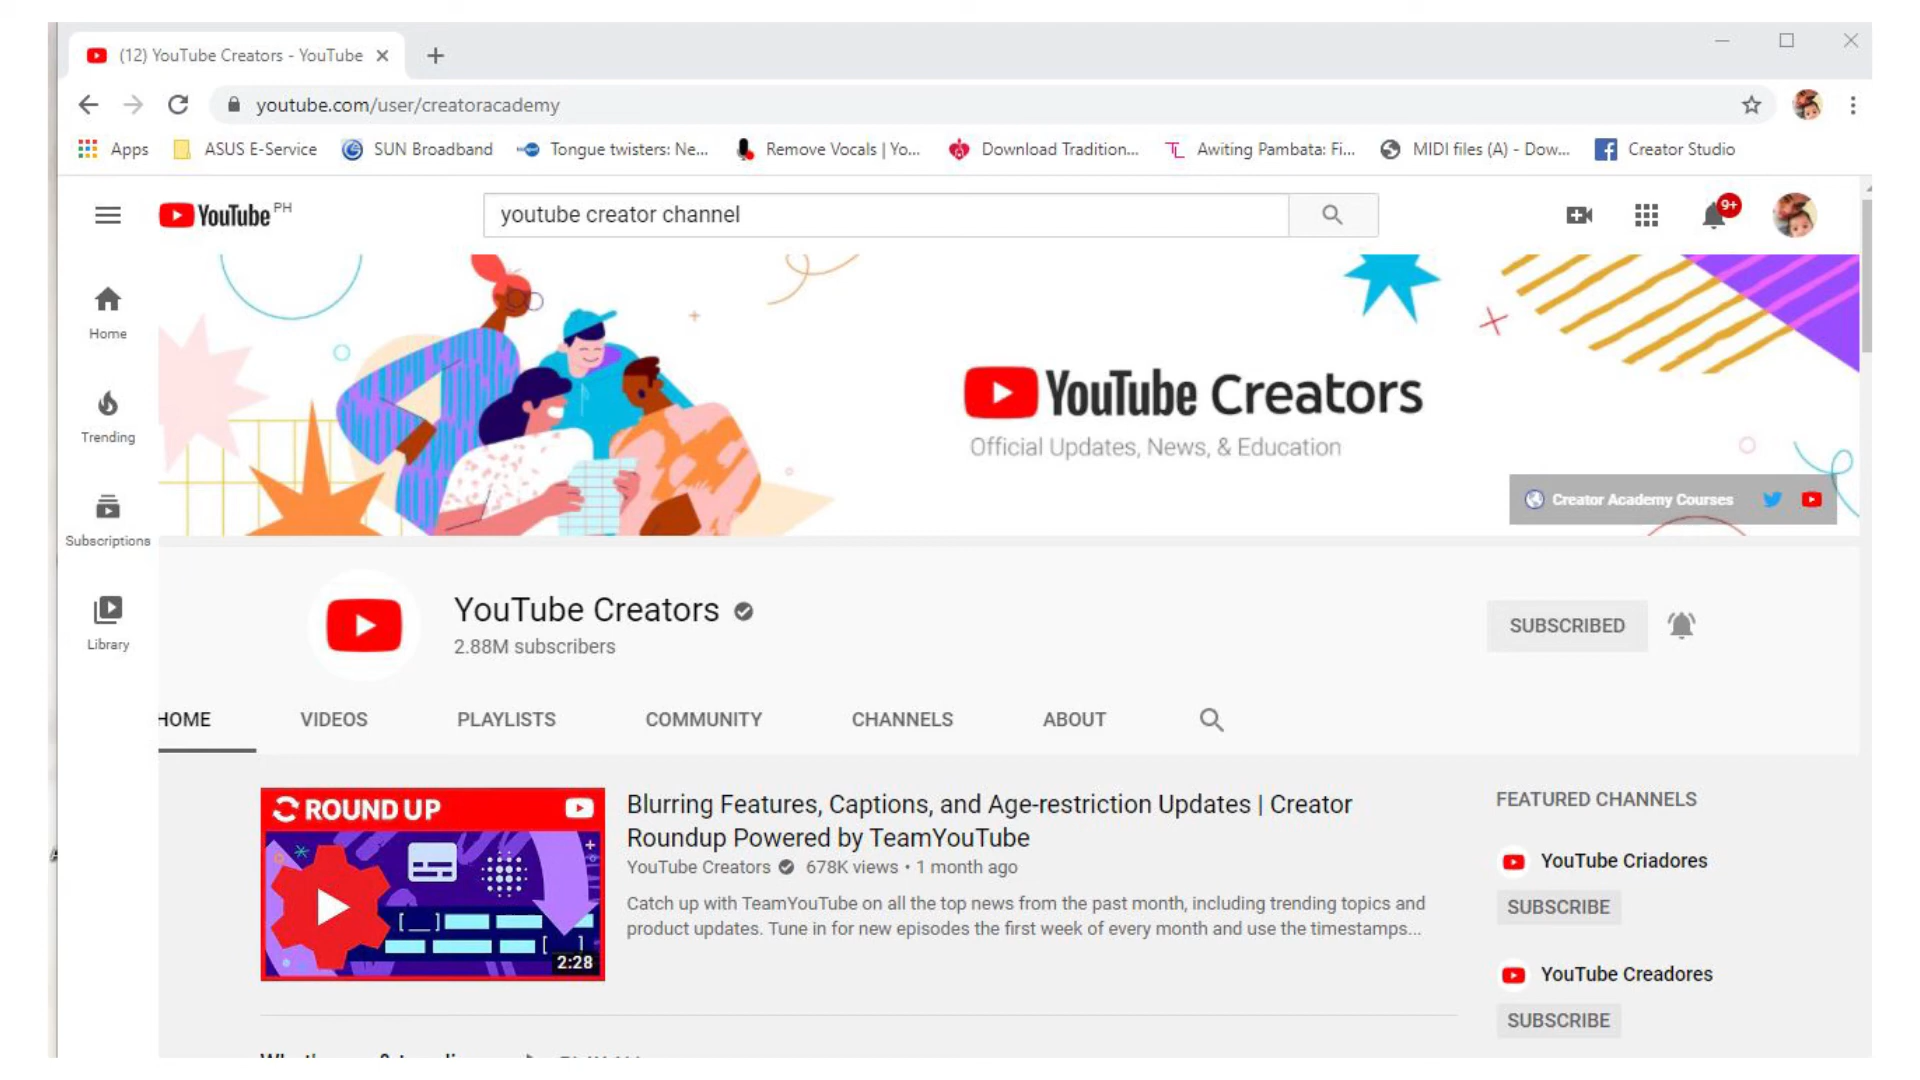 (12) YouTube Creators - YouTube
youtube.com/user/creatoracademy
Apps ASUS E-Service SUN Broadband Tongue twisters: Ne... Remove Vocals | Yo... Download Tradition... Awiting Pambata: Fi... MIDI files (A) - Dow... Creator Studio
YouTube PH
youtube creator channel
9+
Home
Trending
Subscriptions
Library
YouTube Creators
Official Updates, News, & Education
Creator Academy Courses
YouTube Creators
2.88M subscribers
SUBSCRIBED
HOME VIDEOS PLAYLISTS COMMUNITY CHANNELS ABOUT
ROUND UP
2:28
Blurring Features, Captions, and Age-restriction Updates | Creator
Roundup Powered by TeamYouTube
YouTube Creators 678K views • 1 month ago
Catch up with TeamYouTube on all the top news from the past month, including trending topics and
product updates. Tune in for new episodes the first week of every month and use the timestamps...
FEATURED CHANNELS
YouTube Criadores
SUBSCRIBE
YouTube Creadores
SUBSCRIBE